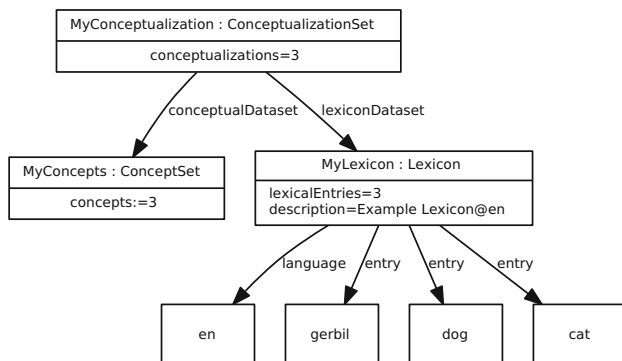 MyConceptualization : ConceptualizationSet
conceptualizations=3
conceptualDataset
lexiconDataset
MyConcepts : ConceptSet
concepts:=3
MyLexicon : Lexicon
lexicalEntries=3
description=Example Lexicon@en
language
entry
entry
entry
en
gerbil
dog
cat